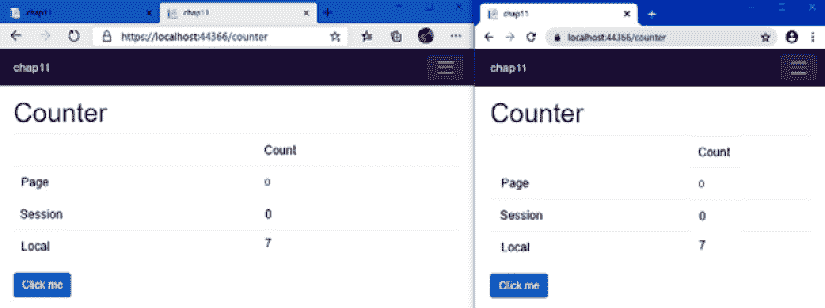 chap11
chap11
https://localhost:44366/counter
chap11
Counter
Count
Page 0
Session 0
Local 7
Click me
chap11
localhost:44366/counter
chap11
Counter
Count
Page 0
Session 0
Local 7
Click me